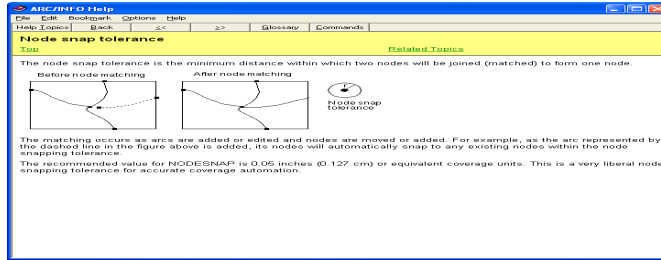 ARC/INFO Help
File Edit Bookmark Options Help
Help Topics Back << >> Glossary Commands
Node snap tolerance
Top Related Topics
The node snap tolerance is the minimum distance within which two nodes will be joined (matched) to form one node.
Before node matching After node matching
Node snap
tolerance
The matching occurs as arcs are added or edited and nodes are moved or added. For example, as the arc represented by
the dashed line in the figure above is added, its nodes will automatically snap to any existing nodes within the node
snapping tolerance.
The recommended value for NODESNAP is 0.05 inches (0.127 cm) or equivalent coverage units. This is a very liberal node
snapping tolerance for accurate coverage automation.